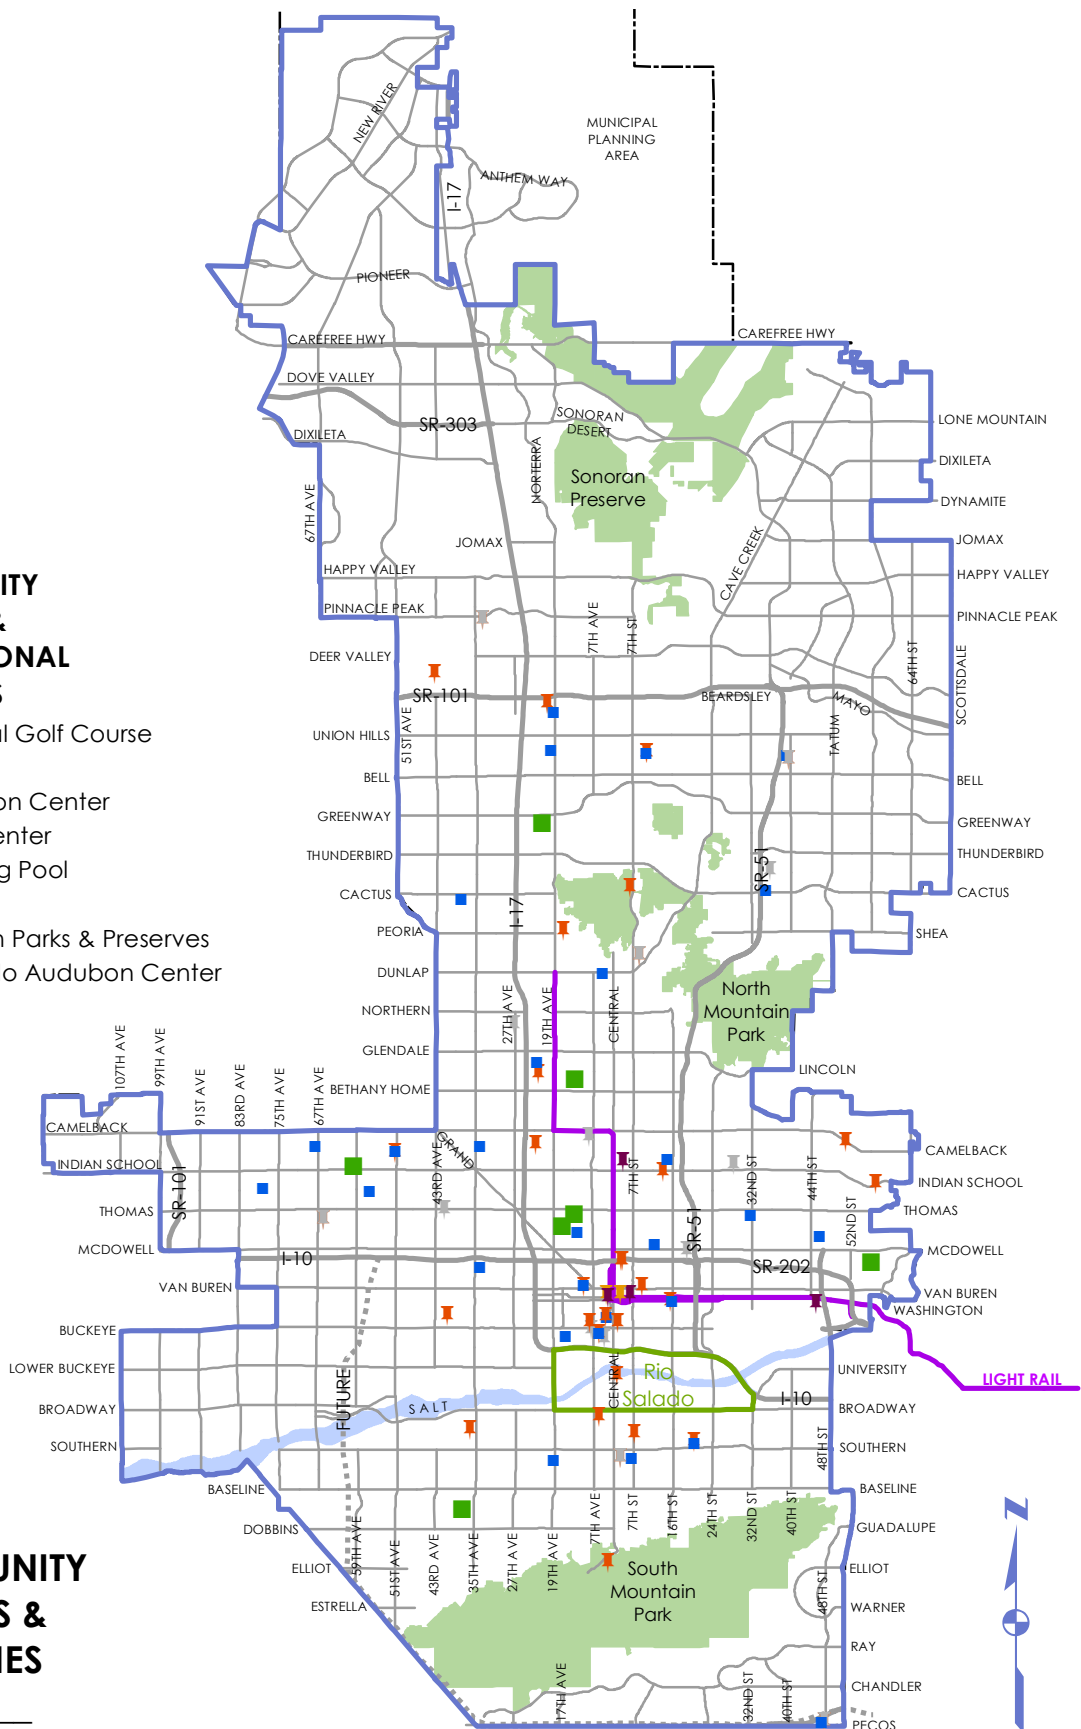 MUNICIPAL
PLANNING
AREA
NEW RIVER
ANTHEM WAY
I-17
PIONEER
CAREFREE HWY
CAREFREE HWY
DOVE VALLEY
SR-303
SONORAN
DESERT
LONE MOUNTAIN
DIXILETA
NORTERRA
DIXILETA
Sonoran
Preserve
67TH AVE
DYNAMITE
JOMAX
CAVE CREEK
JOMAX
HAPPY VALLEY
HAPPY VALLEY
ITY
&
PINNACLE PEAK
7TH AVE
7TH ST
PINNACLE PEAK
ONAL
DEER VALLEY
64TH ST
SCOTTSDALE
S
SR-101
BEARDSLEY
MAYO
al Golf Course
51ST AVE
UNION HILLS
TATUM
BELL
BELL
on Center
GREENWAY
GREENWAY
enter
THUNDERBIRD
SR-51
THUNDERBIRD
g Pool
CACTUS
CACTUS
I-17
PEORIA
SHEA
n Parks & Preserves
DUNLAP
io Audubon Center
North
Mountain
Park
NORTHERN
27TH AVE
19TH AVE
CENTRAL
107TH AVE
99TH AVE
GLENDALE
LINCOLN
91ST AVE
83RD AVE
75TH AVE
67TH AVE
BETHANY HOME
CAMELBACK
GRAND
CAMELBACK
INDIAN SCHOOL
SR-101
43RD AVE
7TH ST
32ND ST
44TH ST
INDIAN SCHOOL
THOMAS
SR-51
52ND ST
THOMAS
MCDOWELL
I-10
SR-202
MCDOWELL
VAN BUREN
VAN BUREN
WASHINGTON
BUCKEYE
LOWER BUCKEYE
FUTURE
CENTRAL
Rio
Salado
UNIVERSITY
LIGHT RAIL
BROADWAY
SALT
I-10
BROADWAY
SOUTHERN
48TH ST
SOUTHERN
BASELINE
BASELINE
7TH AVE
7TH ST
16TH ST
24TH ST
32ND ST
40TH ST
Z
DOBBINS
GUADALUPE
UNITY
ELLIOT
59TH AVE
51ST AVE
43RD AVE
35TH AVE
27TH AVE
19TH AVE
South
Mountain
Park
48TH ST
ELLIOT
S &
ESTRELLA
WARNER
IES
RAY
17TH AVE
32ND ST
40TH ST
CHANDLER
PECOS